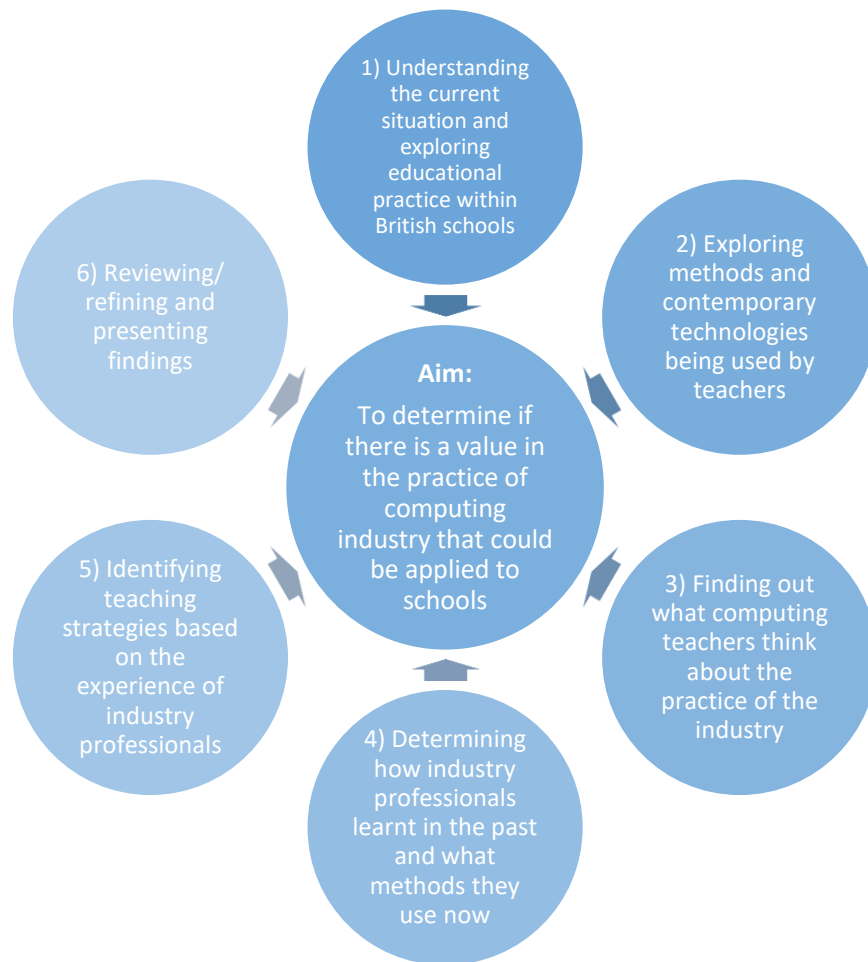 1) Understanding
the current
situation and
exploring
educational
practice within
British schools
2) Exploring
methods and
contemporary
technologies
being used by
teachers
3) Finding out
what computing
teachers think
about the
practice of the
industry
4) Determining
how industry
professionals
learnt in the past
and what
methods they
use now
5) Identifying
teaching
strategies based
on the
experience of
industry
professionals
6) Reviewing/
refining and
presenting
findings
Aim:
To determine if
there is a value in
the practice of
computing
industry that could
be applied to
schools